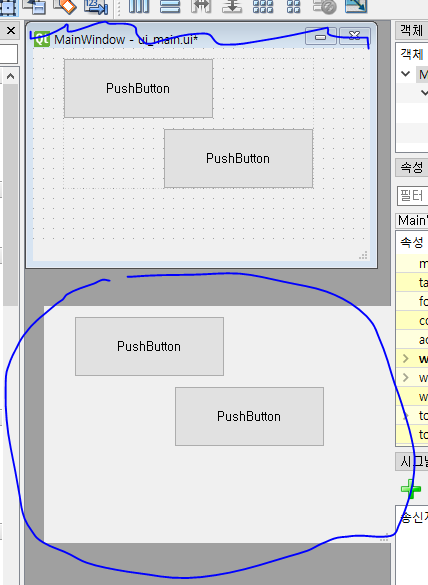 객체
MainWindow - ui_main.ui*
객체
M
PushButton
PushButton
속성
필터
Main
속성
m
ta
fo
co
ac
w
w
w
to
to
PushButton
PushButton
시그널
송신자